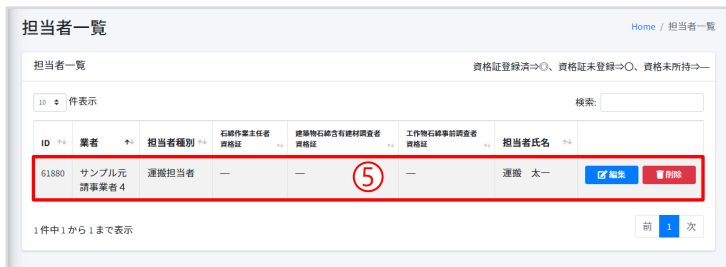 担当者一覧
Home / 担当者一覧
担当者一覧
資格証登録済⇒◎、資格証未登録⇒〇、資格未所持⇒―
10 件表示
検索:
ID 業者 担当者種別 石綿作業主任者 資格証 建築物石綿含有建材調査者 資格証 工作物石綿事前調査者 資格証 担当者氏名
61880 サンプル元請事業者４ 運搬担当者 ― ― ― 運搬　太一 編集 削除
⑤
1 件中 1 から 1 まで表示
前 1 次